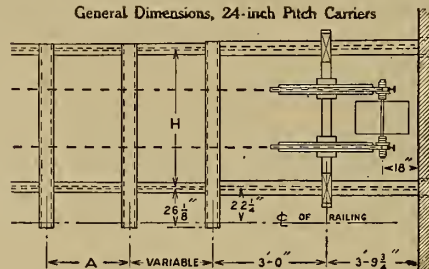 General Dimensions, 24-inch Pitch Carriers
H
18"
26 1/8"
22 1/4"
℄ OF RAILING
A
VARIABLE
3'-0"
3'-9 3/4"